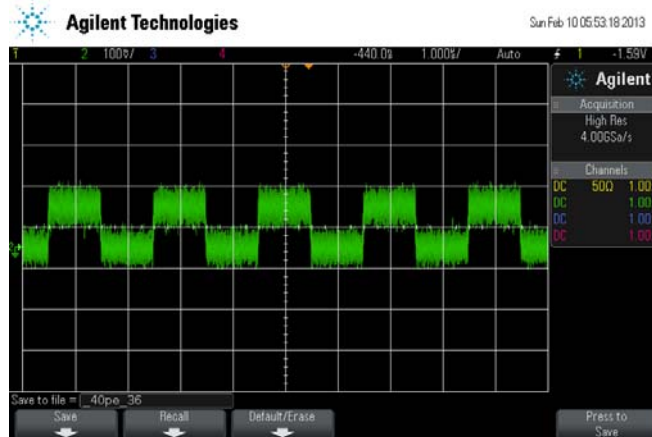 Agilent Technologies
Sun Feb 10 05:53:18 2013
1 2 100V/ 3 4 -440.0s 1.000s/ Auto 1 -1.59V
Agilent
Acquisition
High Res
4.00GSa/s
Channels
DC 50Ω 1.00
DC 1.00
DC 1.00
DC 1.00
Save to file = _40pe_36
Save
Recall
Default/Erase
Press to
Save